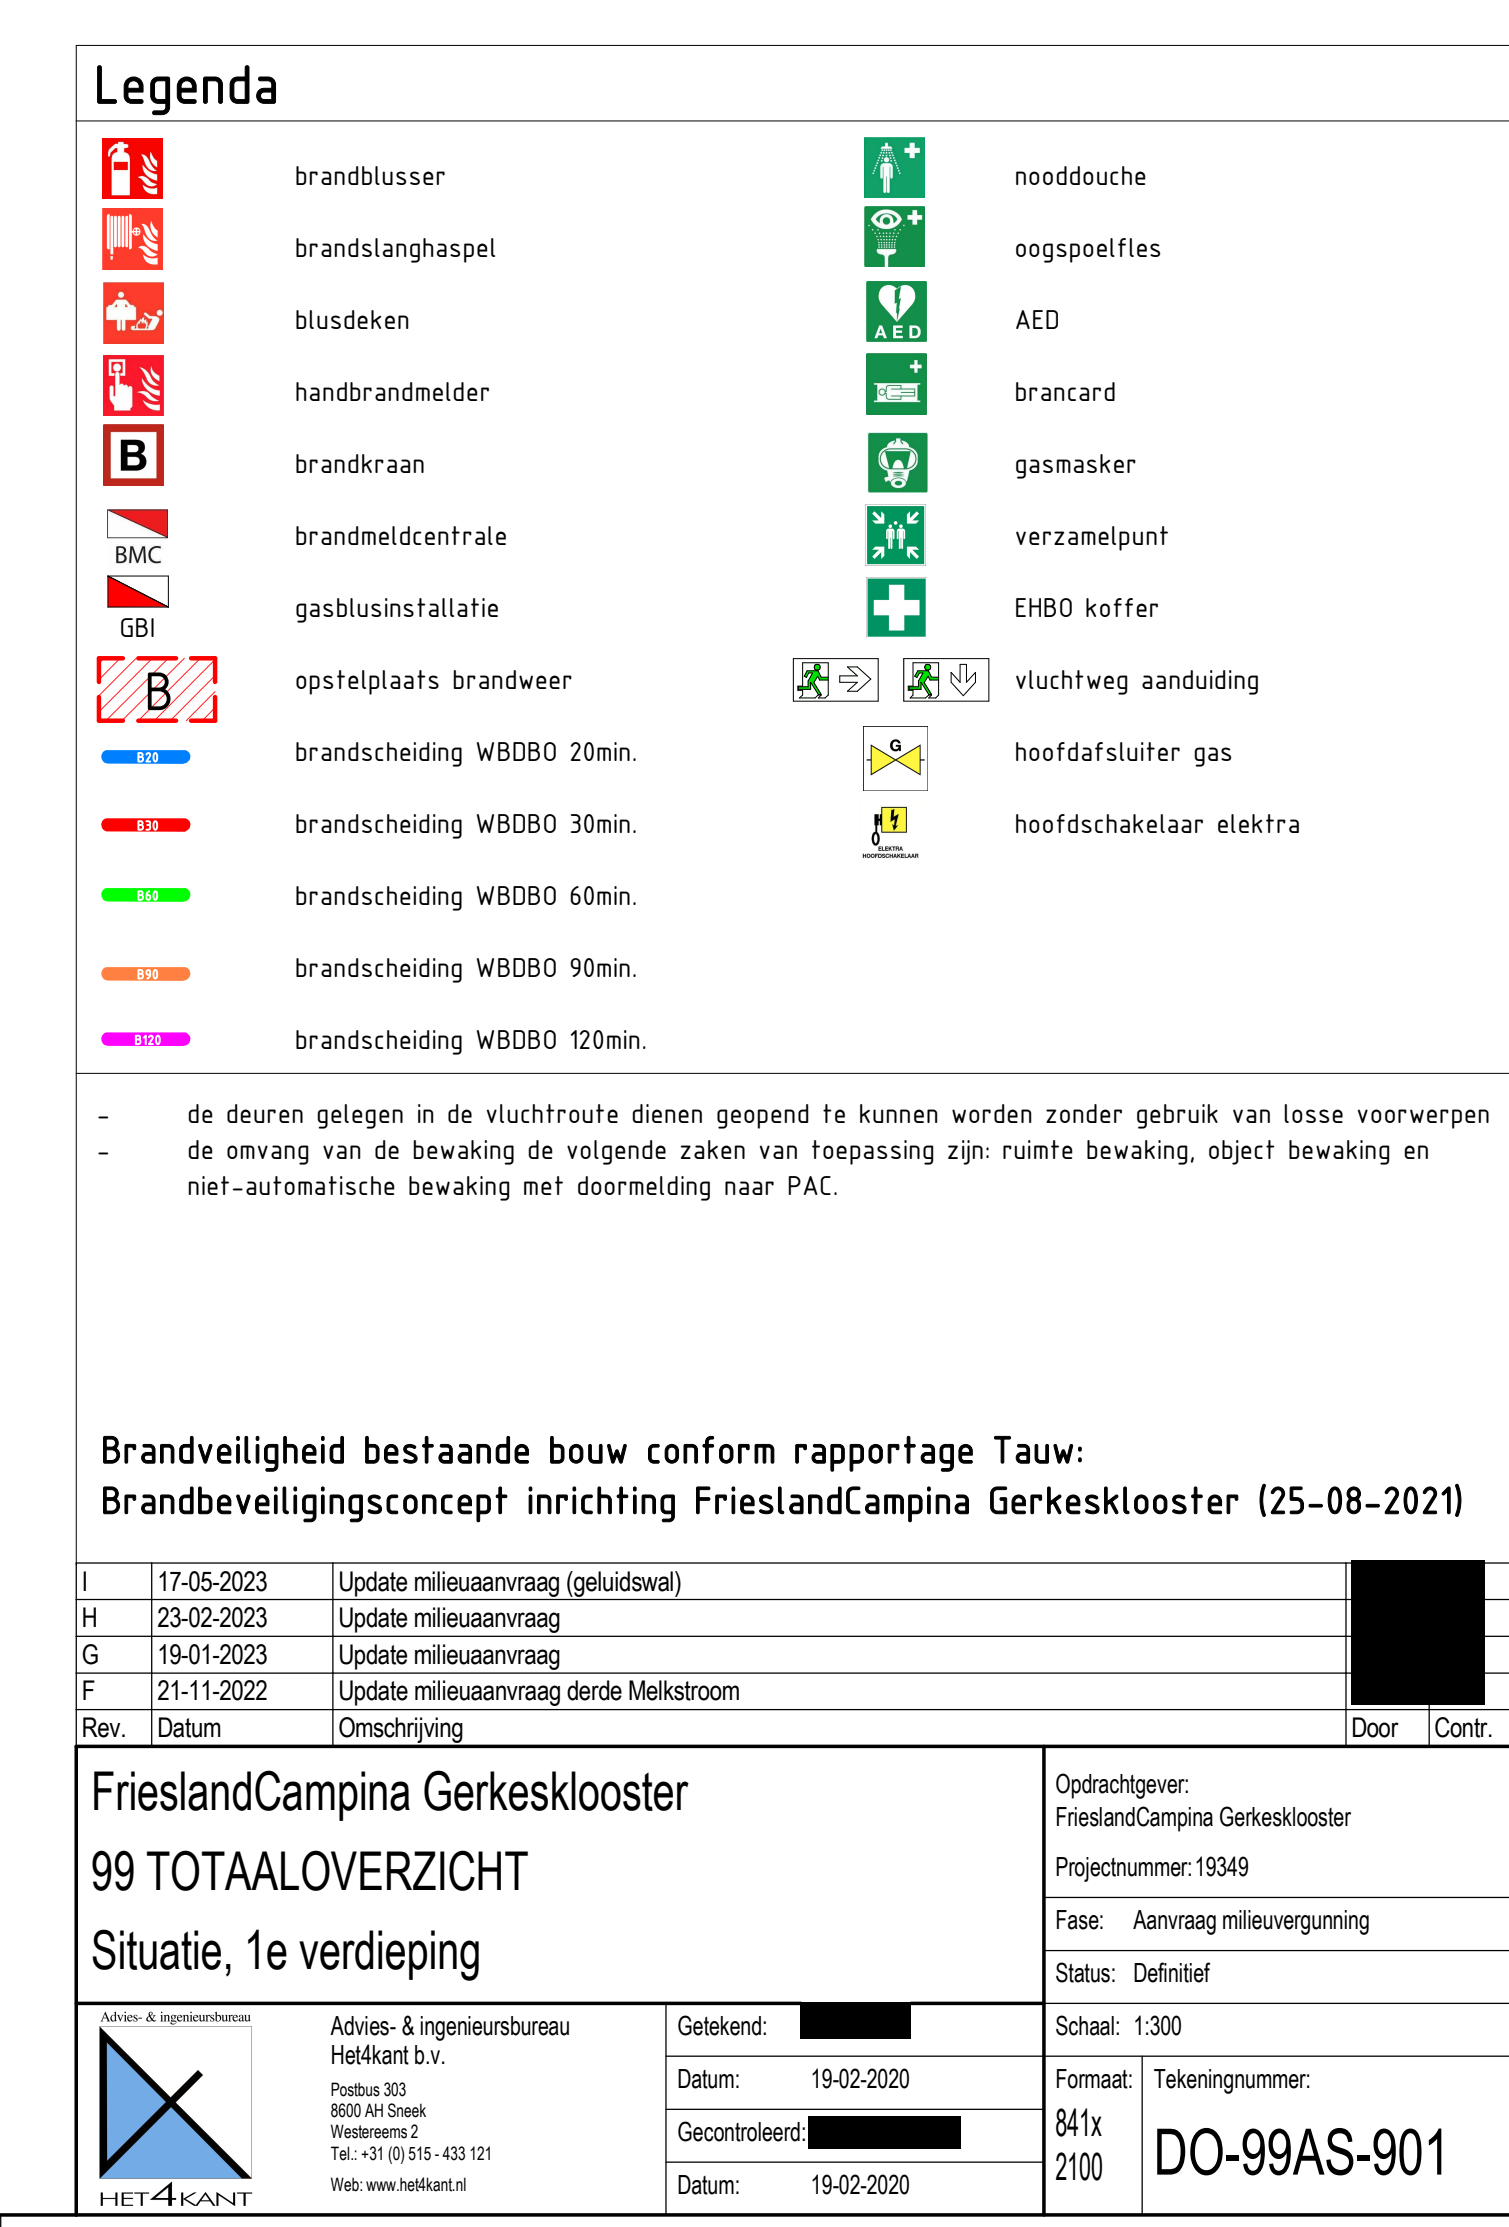 Legenda
brandblusser
nooddouche
brandslanghaspel
oogspoelfles
blusdeken
AED
AED
handbrandmelder
brancard
B
brandkraan
gasmasker
BMC
brandmeldcentrale
verzamelpunt
GBI
gasblusinstallatie
EHBO koffer
B
opstelplaats brandweer
vluchtweg aanduiding
B20
brandscheiding WBDBO 20min.
G
hoofdafsluiter gas
B30
brandscheiding WBDBO 30min.
ELEKTRA
HOOFDSCHAKELAAR
hoofdschakelaar elektra
B60
brandscheiding WBDBO 60min.
B90
brandscheiding WBDBO 90min.
B120
brandscheiding WBDBO 120min.
- de deuren gelegen in de vluchtroute dienen geopend te kunnen worden zonder gebruik van losse voorwerpen
- de omvang van de bewaking de volgende zaken van toepassing zijn: ruimte bewaking, object bewaking en
niet-automatische bewaking met doormelding naar PAC.
Brandveiligheid bestaande bouw conform rapportage Tauw:
Brandbeveiligingsconcept inrichting FrieslandCampina Gerkesklooster (25-08-2021)
I 17-05-2023 Update milieuaanvraag (geluidswal)
H 23-02-2023 Update milieuaanvraag
G 19-01-2023 Update milieuaanvraag
F 21-11-2022 Update milieuaanvraag derde Melkstroom
Rev. Datum Omschrijving Door Contr.
FrieslandCampina Gerkesklooster
99 TOTAALOVERZICHT
Situatie, 1e verdieping
Opdrachtgever:
FrieslandCampina Gerkesklooster
Projectnummer: 19349
Fase: Aanvraag milieuvergunning
Status: Definitief
Schaal: 1:300
Formaat:
841x
2100
Tekeningnummer:
DO-99AS-901
Advies- & ingenieursbureau
HET4KANT
Advies- & ingenieursbureau
Het4kant b.v.
Postbus 303
8600 AH Sneek
Westereems 2
Tel.: +31 (0) 515 - 433 121
Web: www.het4kant.nl
Getekend:
Datum: 19-02-2020
Gecontroleerd:
Datum: 19-02-2020